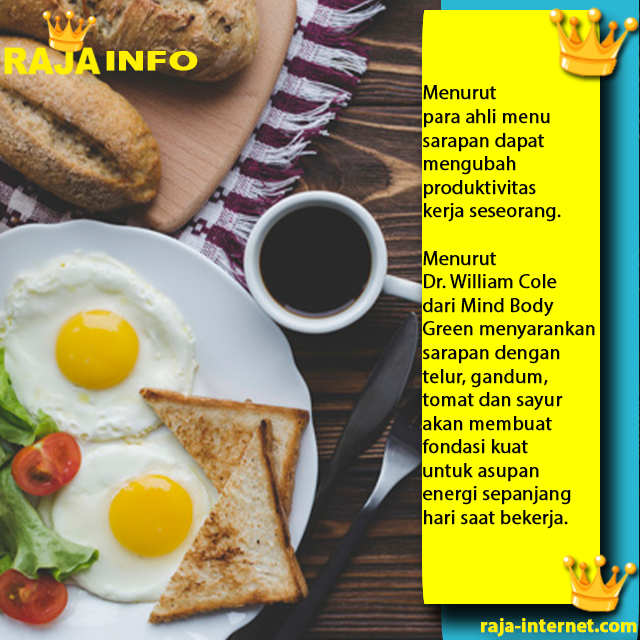 RAJA INFO
Menurut
para ahli menu
sarapan dapat
mengubah
produktivitas
kerja seseorang.
Menurut
Dr. William Cole
dari Mind Body
Green menyarankan
sarapan dengan
telur, gandum,
tomat dan sayur
akan membuat
fondasi kuat
untuk asupan
energi sepanjang
hari saat bekerja.
raja-internet.com